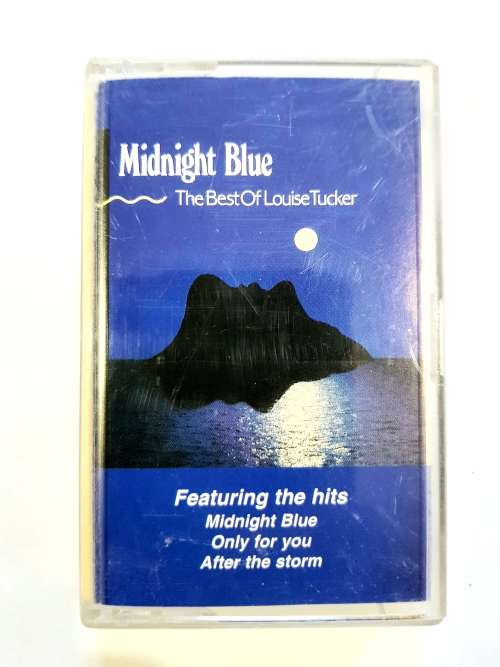 Midnight Blue
The Best Of Louise Tucker
Featuring the hits
Midnight Blue
Only for you
After the storm